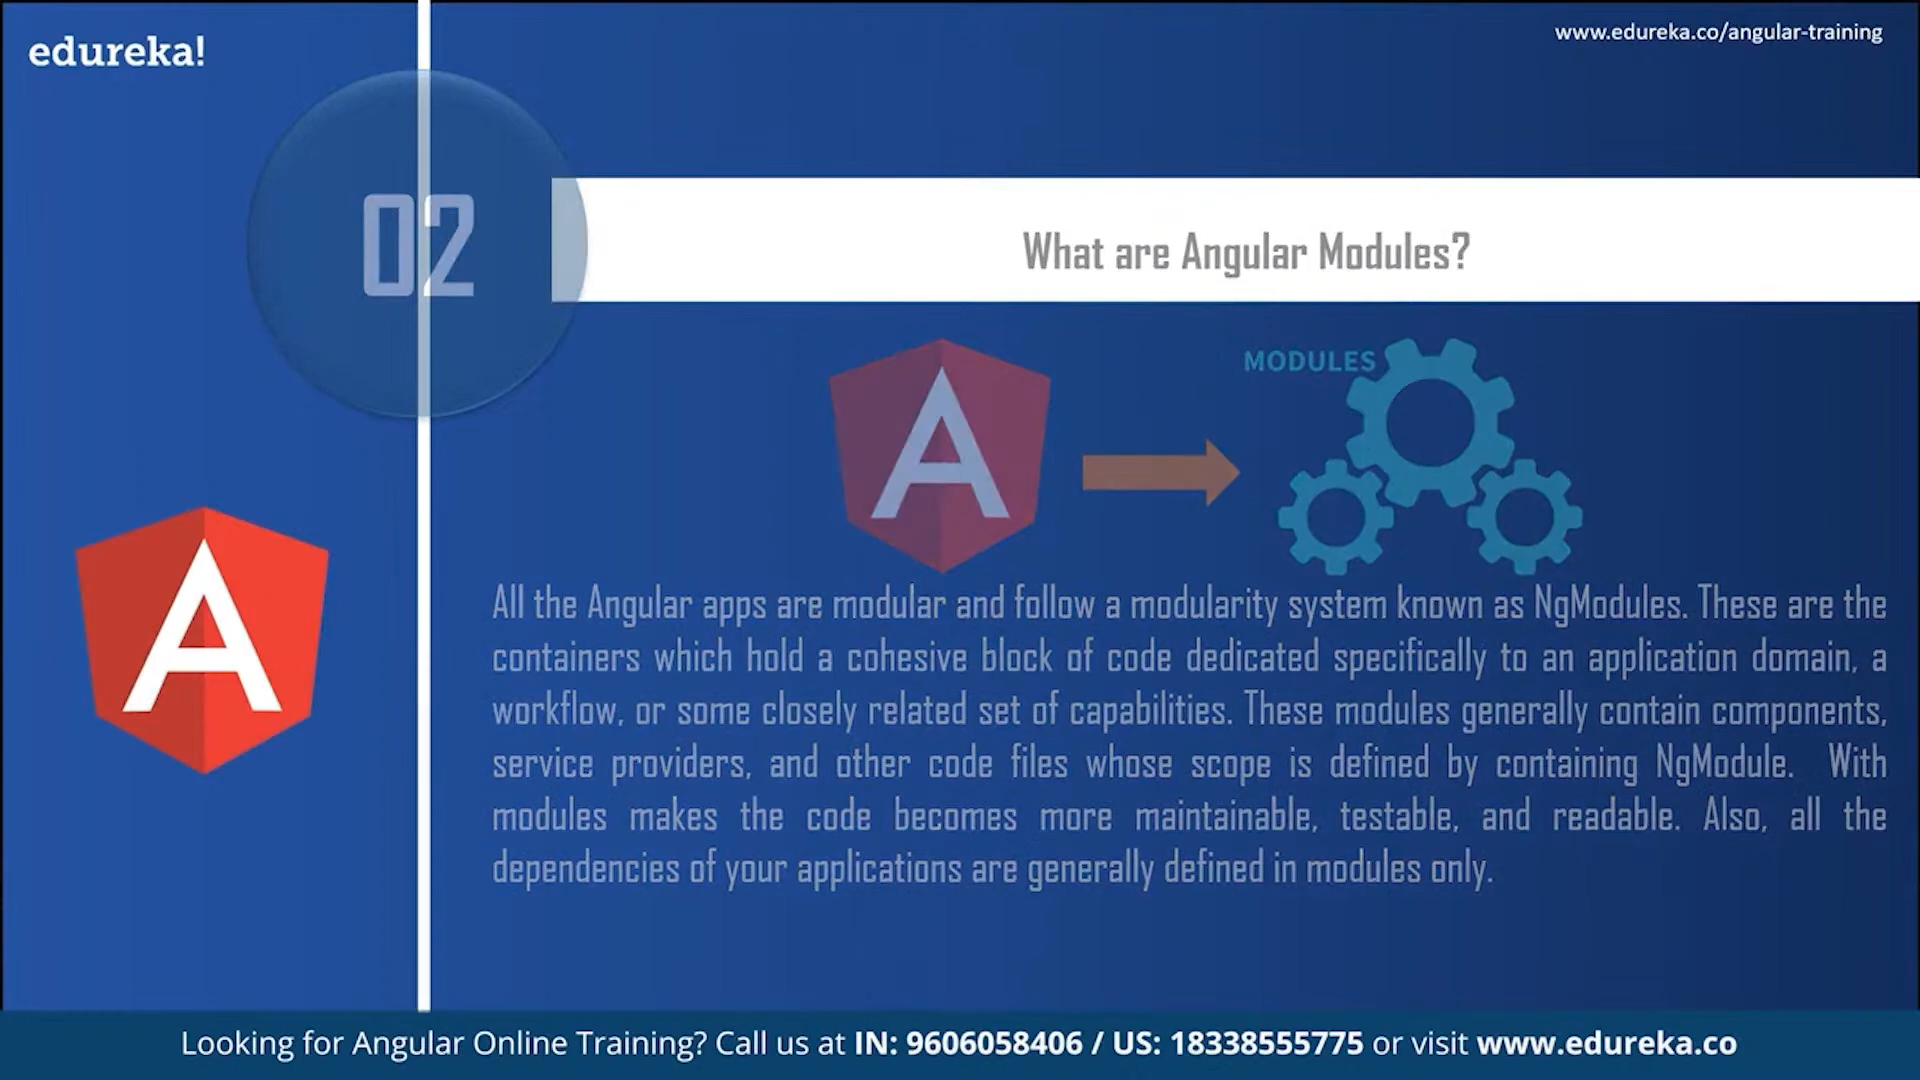 edureka!
www.edureka.co/angular-training
02
What are Angular Modules?
MODULES
All the Angular apps are modular and follow a modularity system known as NgModules. These are the
containers which hold a cohesive block of code dedicated specifically to an application domain, a
workflow, or some closely related set of capabilities. These modules generally contain components,
service providers, and other code files whose scope is defined by containing NgModule. With
modules makes the code becomes more maintainable, testable, and readable. Also, all the
dependencies of your applications are generally defined in modules only.
Looking for Angular Online Training? Call us at IN: 9606058406 / US: 18338555775 or visit www.edureka.co